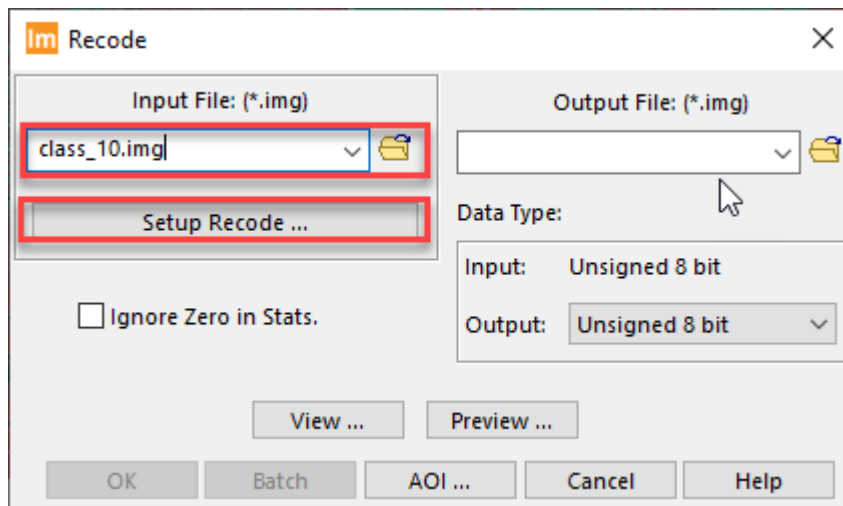 Im Recode
Input File: (*.img)
class_10.img
Setup Recode ...
Ignore Zero in Stats.
Output File: (*.img)
Data Type:
Input: Unsigned 8 bit
Output: Unsigned 8 bit
View ... Preview ...
OK Batch AOI ... Cancel Help